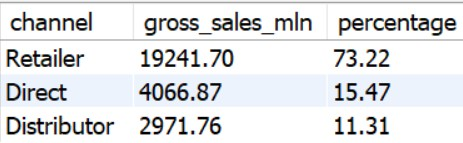 channel gross_sales_mln percentage
Retailer 19241.70 73.22
Direct 4066.87 15.47
Distributor 2971.76 11.31